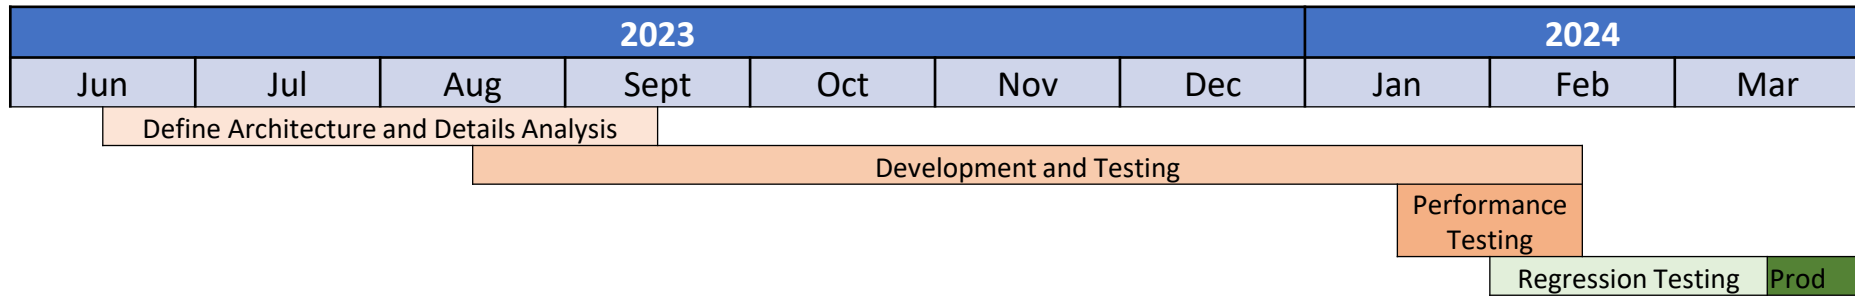 2023 2024
Jun Jul Aug Sept Oct Nov Dec Jan Feb Mar
Define Architecture and Details Analysis
Development and Testing
Performance
Testing
Regression Testing Prod